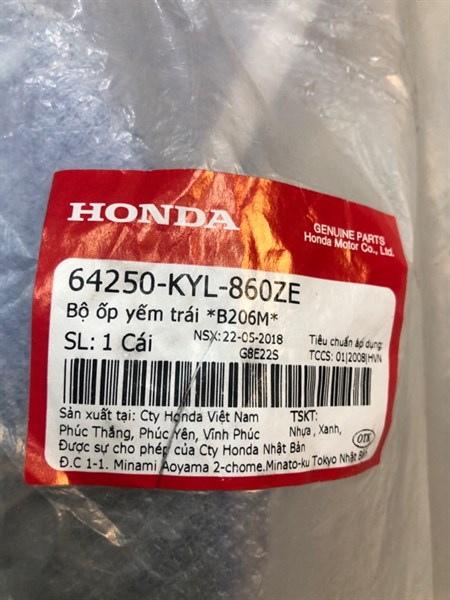 HONDA
GENUINE PARTS
Honda Motor Co., Ltd.
64250-KYL-860ZE
Bộ ốp yếm trái *B206M*
SL: 1 Cái
NSX: 22-05-2018
G8E22S
Tiêu chuẩn áp dụng:
TCCS: 01|2008|HVN
Sản xuất tại: Cty Honda Việt Nam
Phúc Thắng, Phúc Yên, Vĩnh Phúc
TSKT:
Nhựa, Xanh,
Được sự cho phép của Cty Honda Nhật Bản
Đ.C 1-1. Minami Aoyama 2-chome.Minato-ku Tokyo Nhật Bản
OTK